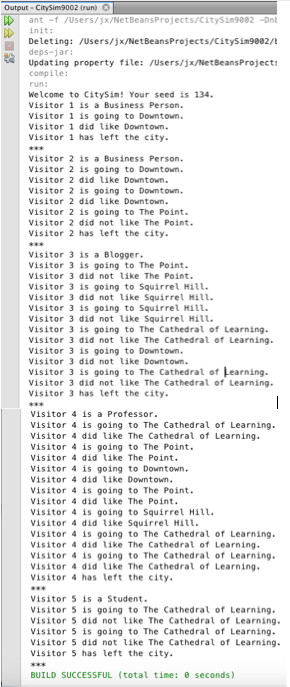 Output – CitySim9002 (run)
ant -f /Users/jx/NetBeansProjects/CitySim9002 -Dnb
init:
Deleting: /Users/jx/NetBeansProjects/CitySim9002/b
deps-jar:
Updating property file: /Users/jx/NetBeansProjects
compile:
run:
Welcome to CitySim! Your seed is 134.
Visitor 1 is a Business Person.
Visitor 1 is going to Downtown.
Visitor 1 did like Downtown.
Visitor 1 has left the city.
***
Visitor 2 is a Business Person.
Visitor 2 is going to Downtown.
Visitor 2 did like Downtown.
Visitor 2 is going to Downtown.
Visitor 2 did like Downtown.
Visitor 2 is going to The Point.
Visitor 2 did not like The Point.
Visitor 2 has left the city.
***
Visitor 3 is a Blogger.
Visitor 3 is going to The Point.
Visitor 3 did not like The Point.
Visitor 3 is going to Squirrel Hill.
Visitor 3 did not like Squirrel Hill.
Visitor 3 is going to Squirrel Hill.
Visitor 3 did not like Squirrel Hill.
Visitor 3 is going to The Cathedral of Learning.
Visitor 3 did not like The Cathedral of Learning.
Visitor 3 is going to Downtown.
Visitor 3 did not like Downtown.
Visitor 3 is going to The Cathedral of Learning.
Visitor 3 did not like The Cathedral of Learning.
Visitor 3 has left the city.
***
Visitor 4 is a Professor.
Visitor 4 is going to The Cathedral of Learning.
Visitor 4 did like The Cathedral of Learning.
Visitor 4 is going to The Point.
Visitor 4 did like The Point.
Visitor 4 is going to Downtown.
Visitor 4 did like Downtown.
Visitor 4 is going to The Point.
Visitor 4 did like The Point.
Visitor 4 is going to Squirrel Hill.
Visitor 4 did like Squirrel Hill.
Visitor 4 is going to The Cathedral of Learning.
Visitor 4 did like The Cathedral of Learning.
Visitor 4 is going to The Cathedral of Learning.
Visitor 4 did like The Cathedral of Learning.
Visitor 4 has left the city.
***
Visitor 5 is a Student.
Visitor 5 is going to The Cathedral of Learning.
Visitor 5 did not like The Cathedral of Learning.
Visitor 5 is going to The Cathedral of Learning.
Visitor 5 did not like The Cathedral of Learning.
Visitor 5 has left the city.
***
BUILD SUCCESSFUL (total time: 0 seconds)